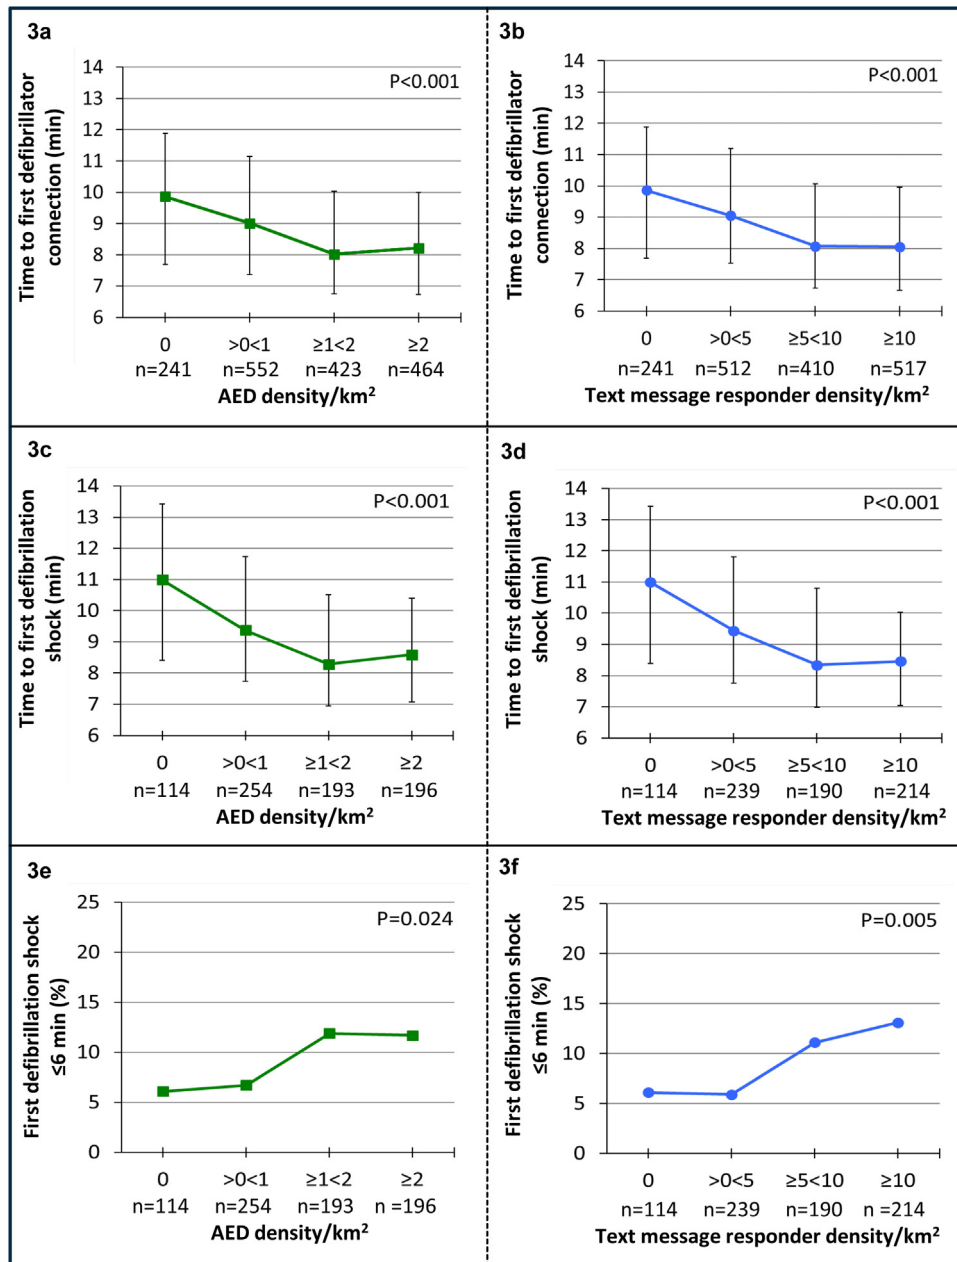 3a
Time to first defibrillator
connection (min)
14
13
12
11
10
9
8
7
6
P<0.001
0 >0<1 ≥1<2 ≥2
n=241 n=552 n=423 n=464
AED density/km²
3b
Time to first defibrillator
connection (min)
14
13
12
11
10
9
8
7
6
P<0.001
0 >0<5 ≥5<10 ≥10
n=241 n=512 n=410 n=517
Text message responder density/km²
3c
Time to first defibrillation
shock (min)
14
13
12
11
10
9
8
7
6
P<0.001
0 >0<1 ≥1<2 ≥2
n=114 n=254 n=193 n=196
AED density/km²
3d
Time to first defibrillation
shock (min)
14
13
12
11
10
9
8
7
6
P<0.001
0 >0<5 ≥5<10 ≥10
n=114 n=239 n=190 n=214
Text message responder density/km²
3e
First defibrillation shock
≤6 min (%)
25
20
15
10
5
0
P=0.024
0 >0<1 ≥1<2 ≥2
n=114 n=254 n=193 n =196
AED density/km²
3f
First defibrillation shock
≤6 min (%)
25
20
15
10
5
0
P=0.005
0 >0<5 ≥5<10 ≥10
n=114 n=239 n=190 n =214
Text message responder density/km²